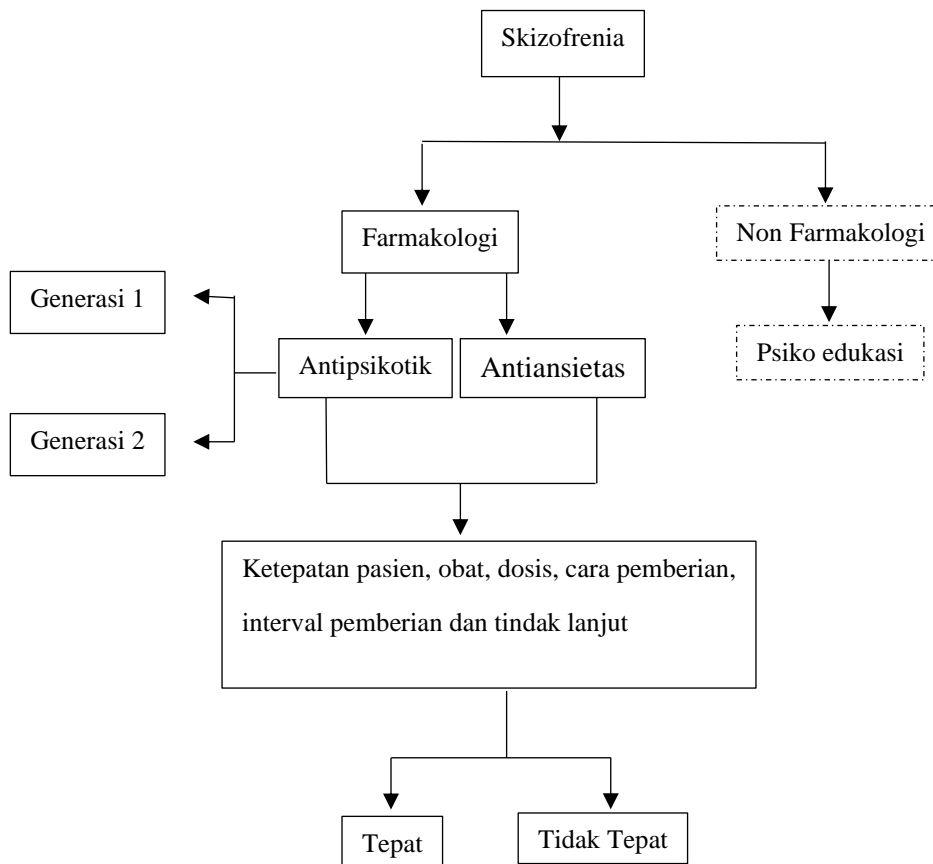 Skizofrenia
Farmakologi
Non Farmakologi
Generasi 1
Antipsikotik
Antiansietas
Psiko edukasi
Generasi 2
Ketepatan pasien, obat, dosis, cara pemberian,
interval pemberian dan tindak lanjut
Tepat
Tidak Tepat